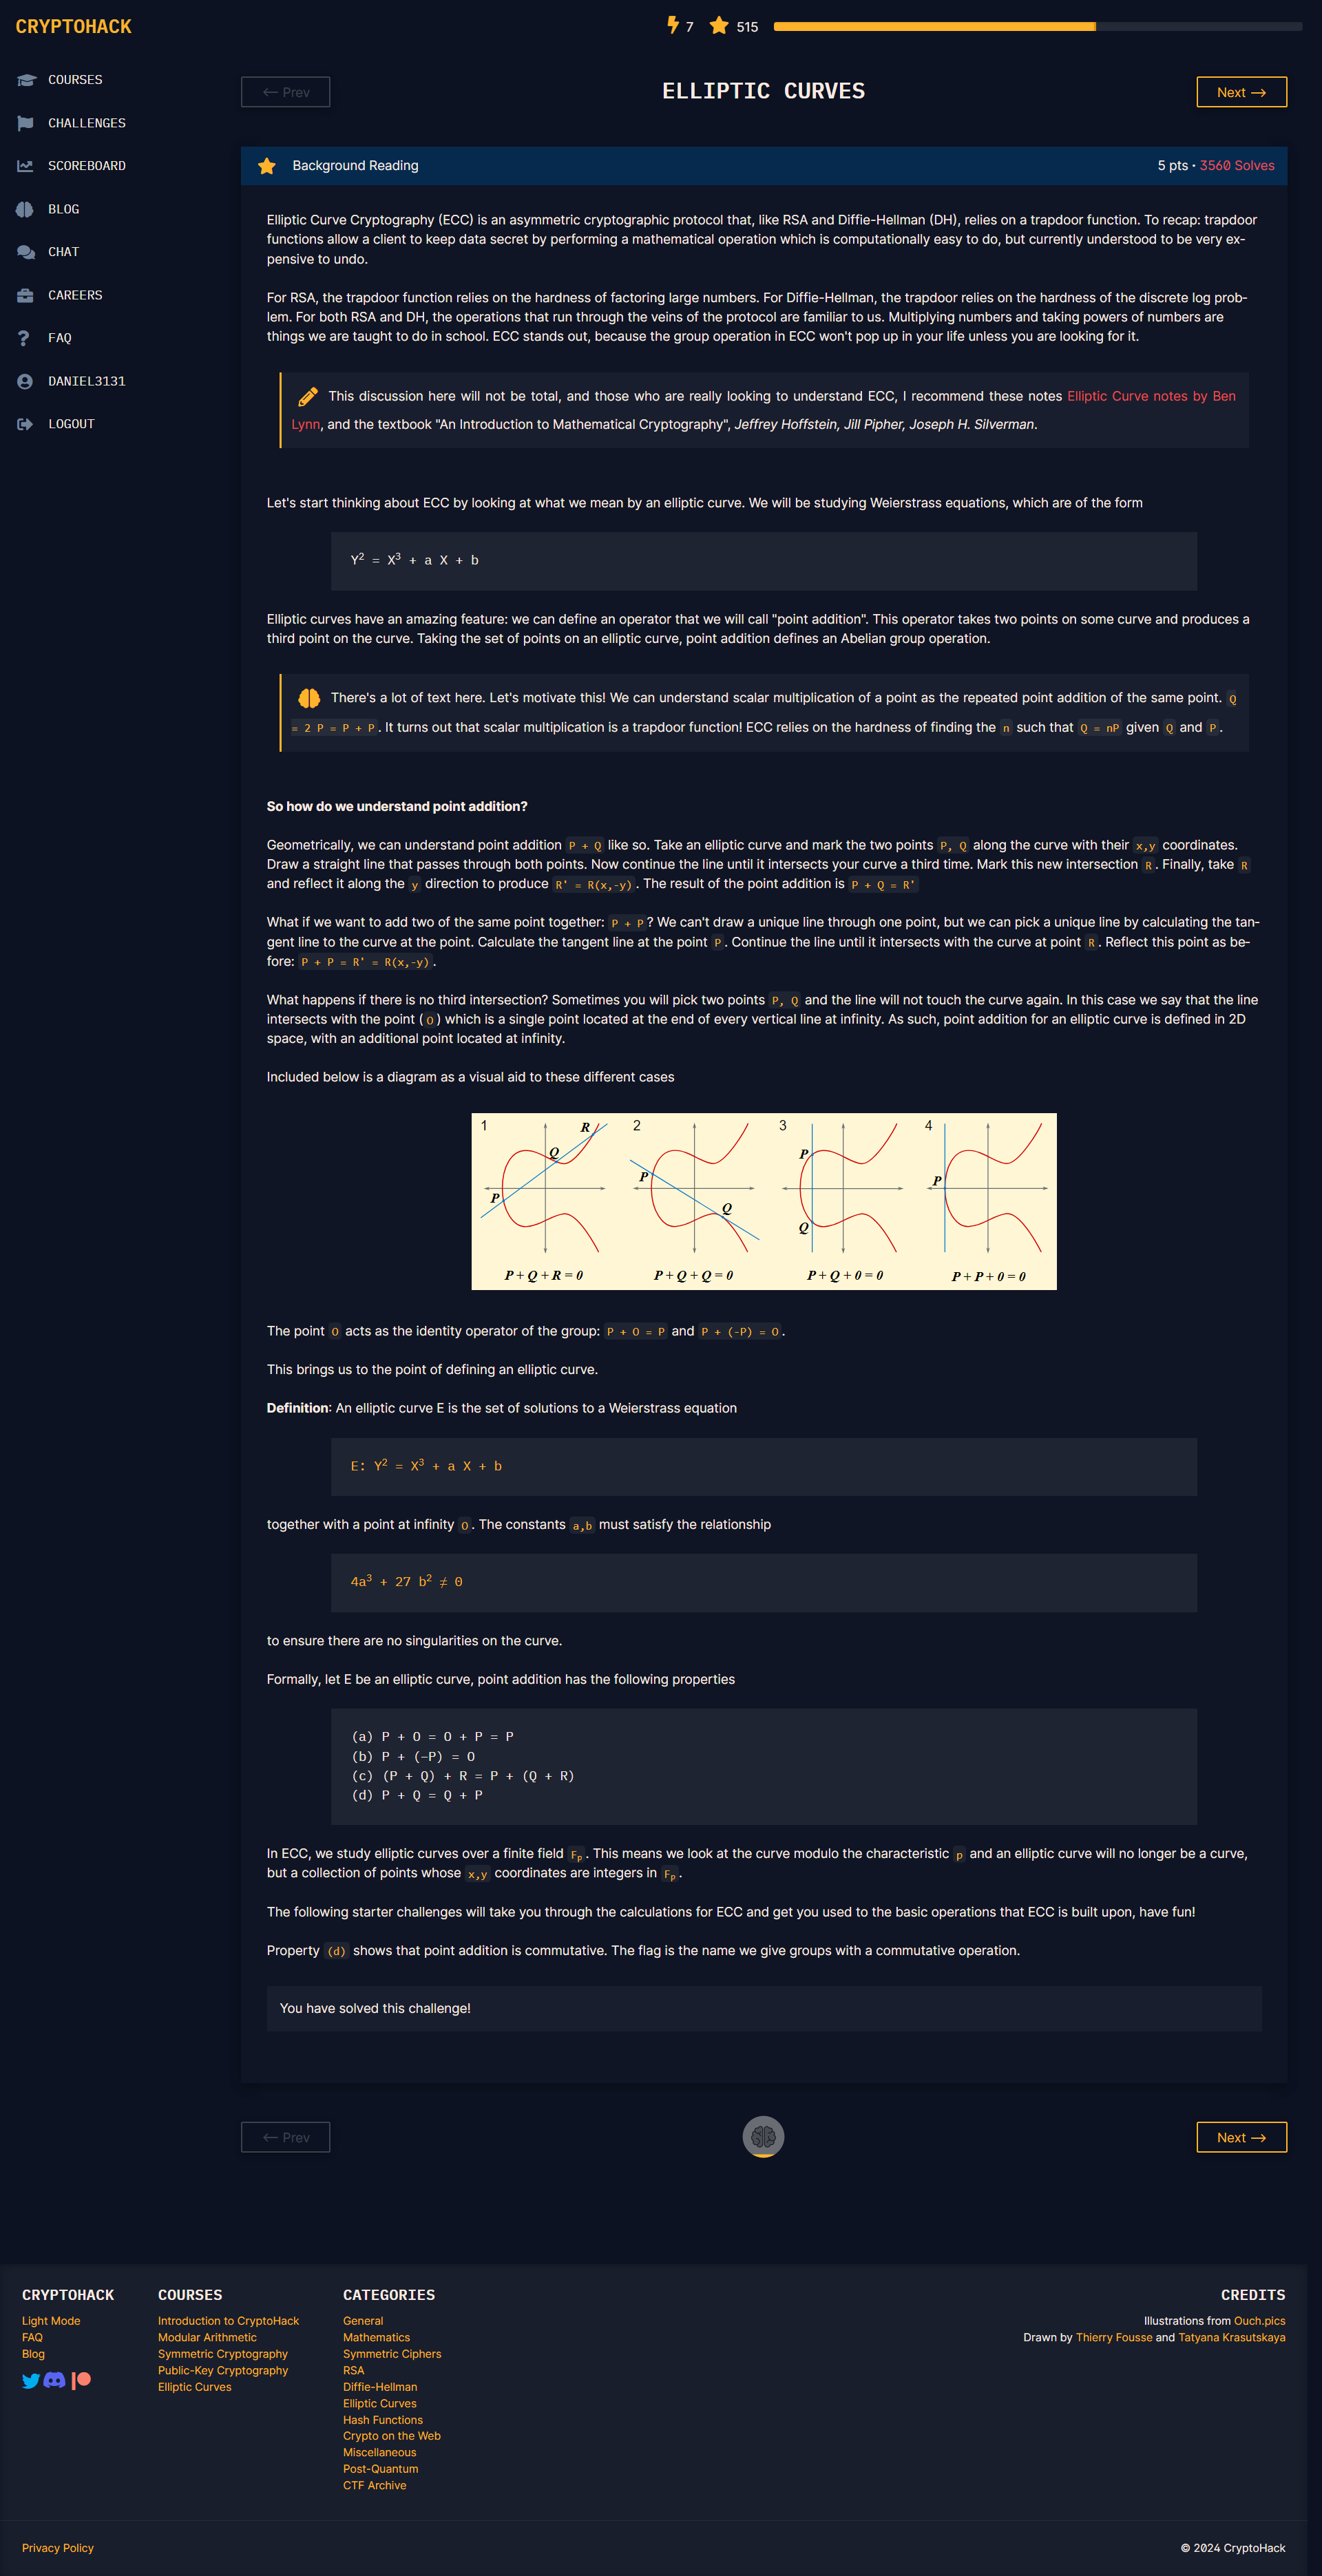 CRYPTOHACK
7 515
COURSES
CHALLENGES
SCOREBOARD
BLOG
CHAT
CAREERS
FAQ
DANIEL3131
LOGOUT
← Prev
ELLIPTIC CURVES
Next →
Background Reading
5 pts · 3560 Solves
Elliptic Curve Cryptography (ECC) is an asymmetric cryptographic protocol that, like RSA and Diffie-Hellman (DH), relies on a trapdoor function. To recap: trapdoor
functions allow a client to keep data secret by performing a mathematical operation which is computationally easy to do, but currently understood to be very ex-
pensive to undo.
For RSA, the trapdoor function relies on the hardness of factoring large numbers. For Diffie-Hellman, the trapdoor relies on the hardness of the discrete log prob-
lem. For both RSA and DH, the operations that run through the veins of the protocol are familiar to us. Multiplying numbers and taking powers of numbers are
things we are taught to do in school. ECC stands out, because the group operation in ECC won't pop up in your life unless you are looking for it.
This discussion here will not be total, and those who are really looking to understand ECC, I recommend these notes Elliptic Curve notes by Ben
Lynn, and the textbook "An Introduction to Mathematical Cryptography", Jeffrey Hoffstein, Jill Pipher, Joseph H. Silverman.
Let's start thinking about ECC by looking at what we mean by an elliptic curve. We will be studying Weierstrass equations, which are of the form
Y² = X³ + a X + b
Elliptic curves have an amazing feature: we can define an operator that we will call "point addition". This operator takes two points on some curve and produces a
third point on the curve. Taking the set of points on an elliptic curve, point addition defines an Abelian group operation.
There's a lot of text here. Let's motivate this! We can understand scalar multiplication of a point as the repeated point addition of the same point. Q
= 2 P = P + P. It turns out that scalar multiplication is a trapdoor function! ECC relies on the hardness of finding the n such that Q = nP given Q and P.
So how do we understand point addition?
Geometrically, we can understand point addition P + Q like so. Take an elliptic curve and mark the two points P, Q along the curve with their x,y coordinates.
Draw a straight line that passes through both points. Now continue the line until it intersects your curve a third time. Mark this new intersection R. Finally, take R
and reflect it along the y direction to produce R' = R(x,-y). The result of the point addition is P + Q = R'
What if we want to add two of the same point together: P + P? We can't draw a unique line through one point, but we can pick a unique line by calculating the tan-
gent line to the curve at the point. Calculate the tangent line at the point P. Continue the line until it intersects with the curve at point R. Reflect this point as be-
fore: P + P = R' = R(x,-y).
What happens if there is no third intersection? Sometimes you will pick two points P, Q and the line will not touch the curve again. In this case we say that the line
intersects with the point (O) which is a single point located at the end of every vertical line at infinity. As such, point addition for an elliptic curve is defined in 2D
space, with an additional point located at infinity.
Included below is a diagram as a visual aid to these different cases
1 R Q P
2 P Q
3 P Q
4 P
P + Q + R = 0
P + Q + Q = 0
P + Q + 0 = 0
P + P + 0 = 0
The point O acts as the identity operator of the group: P + O = P and P + (-P) = O.
This brings us to the point of defining an elliptic curve.
Definition: An elliptic curve E is the set of solutions to a Weierstrass equation
E: Y² = X³ + a X + b
together with a point at infinity O. The constants a,b must satisfy the relationship
4a³ + 27 b² ≠ 0
to ensure there are no singularities on the curve.
Formally, let E be an elliptic curve, point addition has the following properties
(a) P + O = O + P = P
(b) P + (−P) = O
(c) (P + Q) + R = P + (Q + R)
(d) P + Q = Q + P
In ECC, we study elliptic curves over a finite field Fₚ. This means we look at the curve modulo the characteristic p and an elliptic curve will no longer be a curve,
but a collection of points whose x,y coordinates are integers in Fₚ.
The following starter challenges will take you through the calculations for ECC and get you used to the basic operations that ECC is built upon, have fun!
Property (d) shows that point addition is commutative. The flag is the name we give groups with a commutative operation.
You have solved this challenge!
← Prev
Next →
CRYPTOHACK
Light Mode
FAQ
Blog
COURSES
Introduction to CryptoHack
Modular Arithmetic
Symmetric Cryptography
Public-Key Cryptography
Elliptic Curves
CATEGORIES
General
Mathematics
Symmetric Ciphers
RSA
Diffie-Hellman
Elliptic Curves
Hash Functions
Crypto on the Web
Miscellaneous
Post-Quantum
CTF Archive
CREDITS
Illustrations from Ouch.pics
Drawn by Thierry Fousse and Tatyana Krasutskaya
Privacy Policy
© 2024 CryptoHack